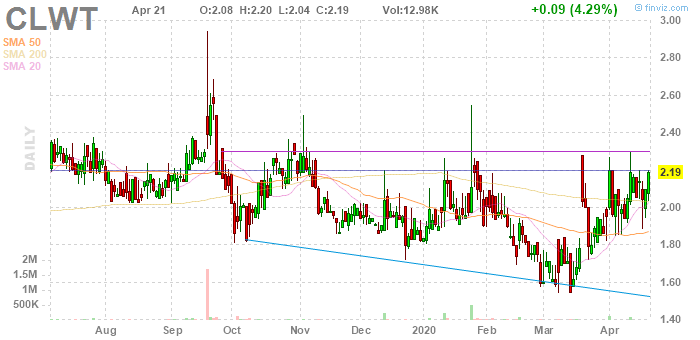 CLWT
Apr 21
O:2.08 H:2.20 L:2.04 C:2.19
Vol:12.98K
+0.09 (4.29%)
© finviz.com
SMA 50
SMA 200
SMA 20
DAILY
3.00
2.80
2.60
2.40
2.19
2.00
1.80
1.60
1.40
2M
1M
500K
Aug
Sep
Oct
Nov
Dec
2020
Feb
Mar
Apr